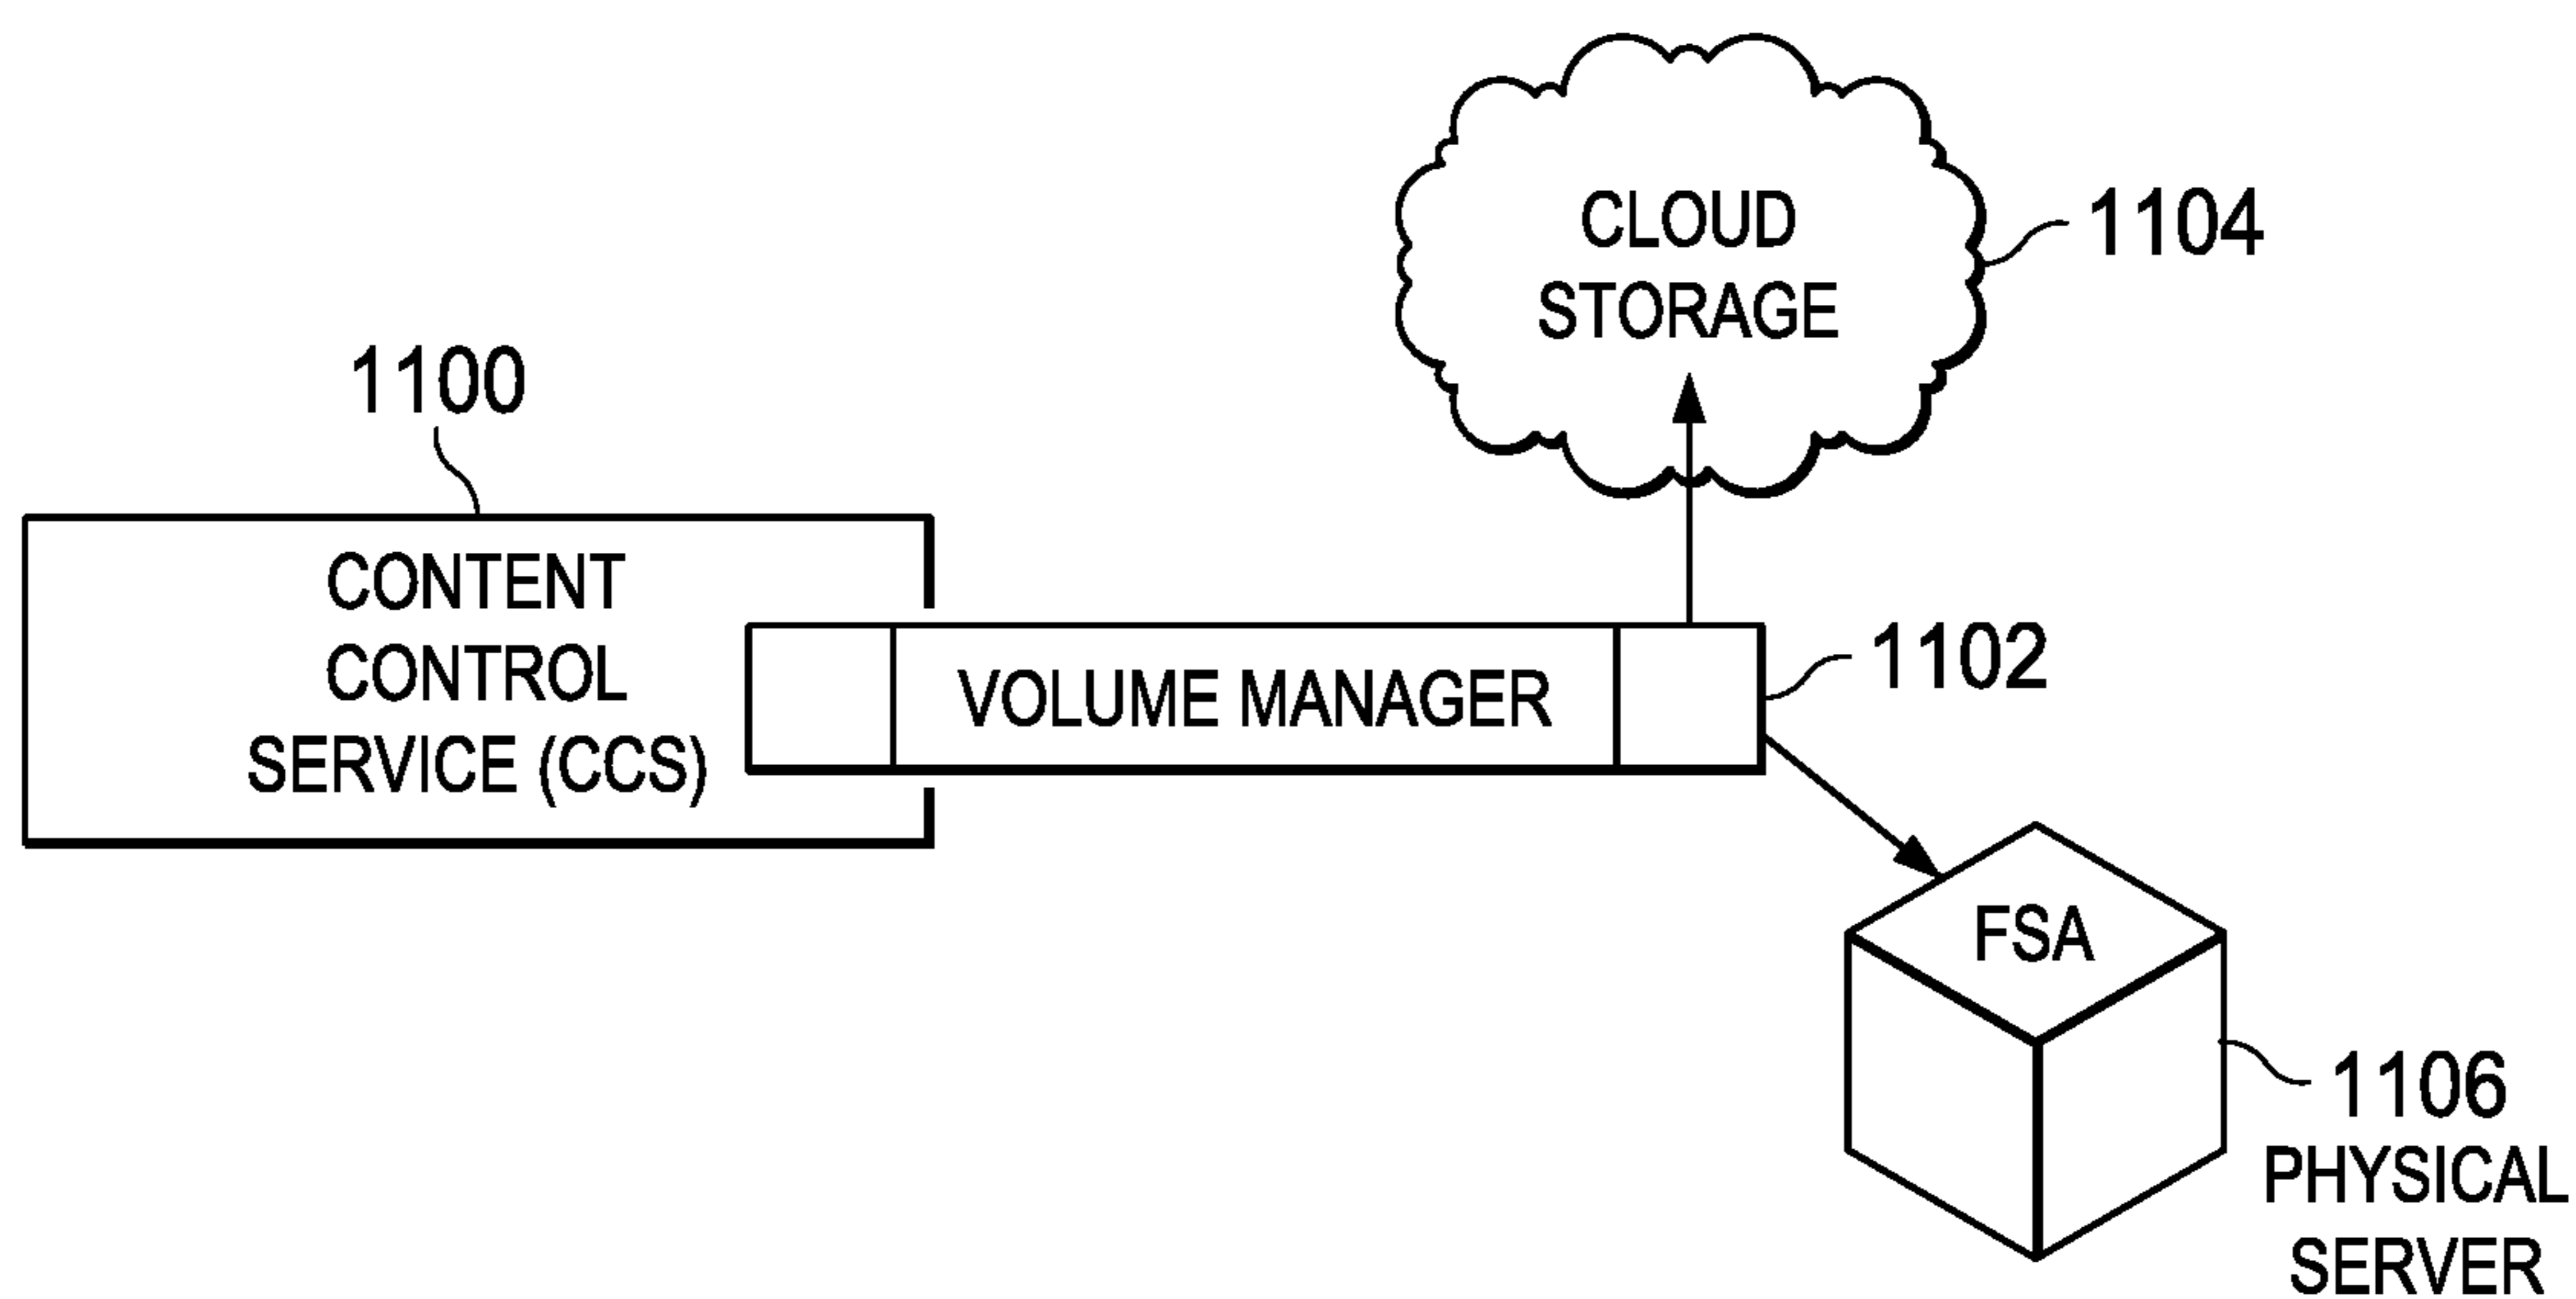 CLOUD
STORAGE
1104
1100
CONTENT
CONTROL
SERVICE (CCS)
VOLUME MANAGER
1102
FSA
1106
PHYSICAL
SERVER